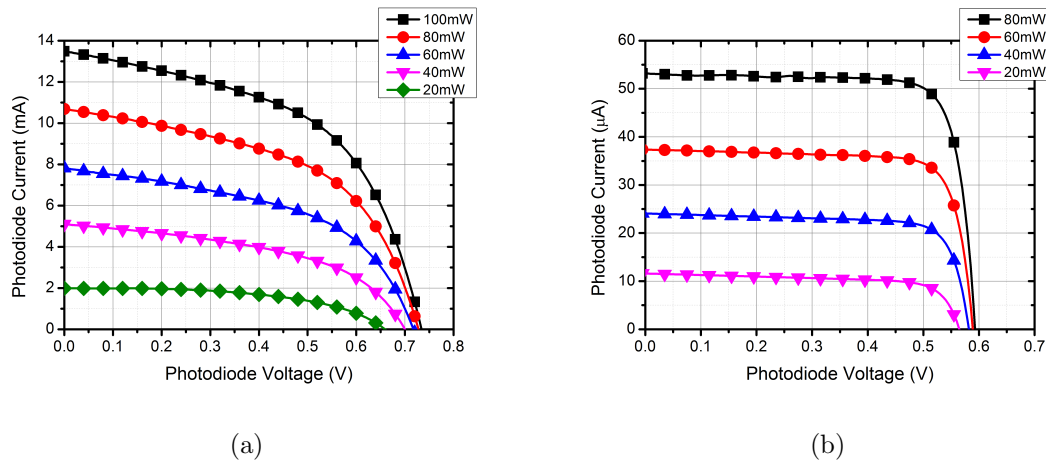 100mW
80mW
60mW
40mW
20mW
14
12
10
8
6
4
2
0
0.0 0.1 0.2 0.3 0.4 0.5 0.6 0.7 0.8
Photodiode Current (mA)
Photodiode Voltage (V)
(a)
80mW
60mW
40mW
20mW
60
50
40
30
20
10
0
0.0 0.1 0.2 0.3 0.4 0.5 0.6 0.7
Photodiode Current (μA)
Photodiode Voltage (V)
(b)